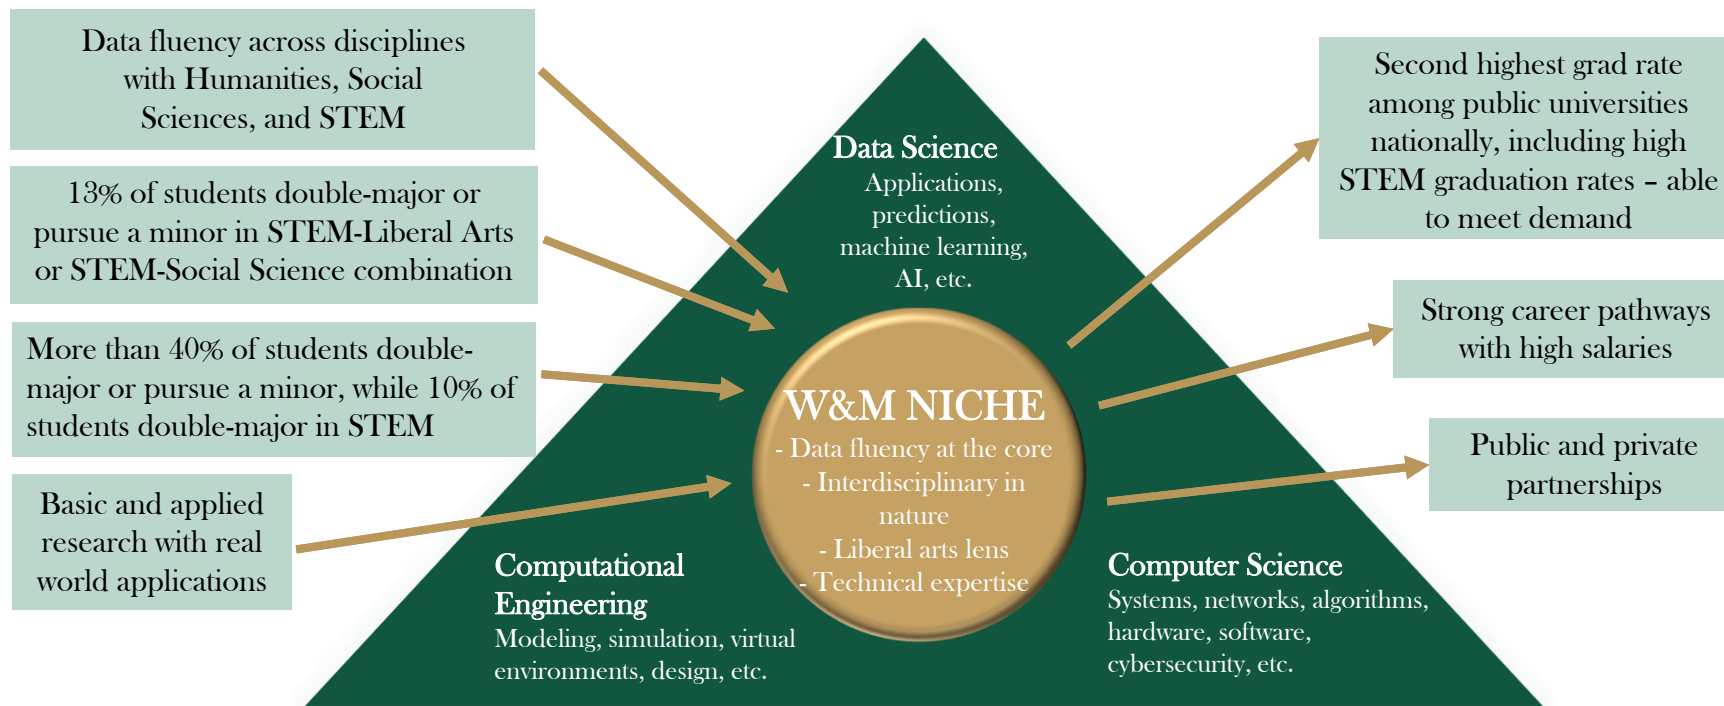 Data fluency across disciplines
with Humanities, Social
Sciences, and STEM
13% of students double-major or
pursue a minor in STEM-Liberal Arts
or STEM-Social Science combination
More than 40% of students double-
major or pursue a minor, while 10% of
students double-major in STEM
Basic and applied
research with real
world applications
Data Science
Applications,
predictions,
machine learning,
AI, etc.
W&M NICHE
- Data fluency at the core
- Interdisciplinary in
nature
- Liberal arts lens
- Technical expertise
Computational
Engineering
Modeling, simulation, virtual
environments, design, etc.
Computer Science
Systems, networks, algorithms,
hardware, software,
cybersecurity, etc.
Second highest grad rate
among public universities
nationally, including high
STEM graduation rates – able
to meet demand
Strong career pathways
with high salaries
Public and private
partnerships